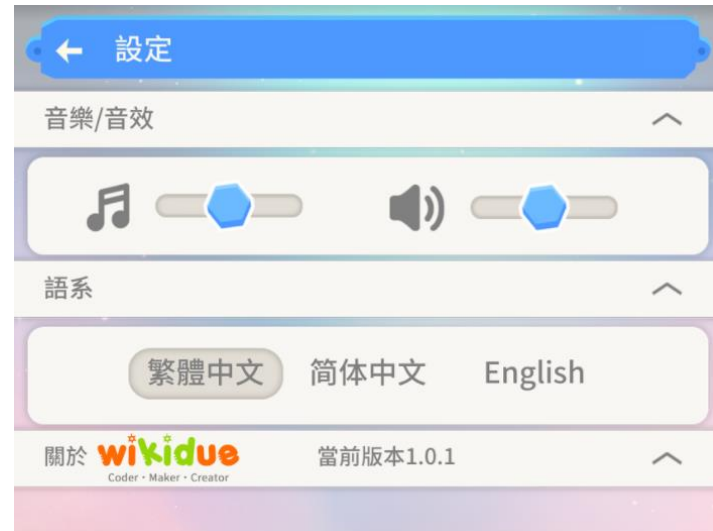 設定
音樂/音效
語系
繁體中文 简体中文 English
關於 wikidue 當前版本1.0.1
Coder・Maker・Creator